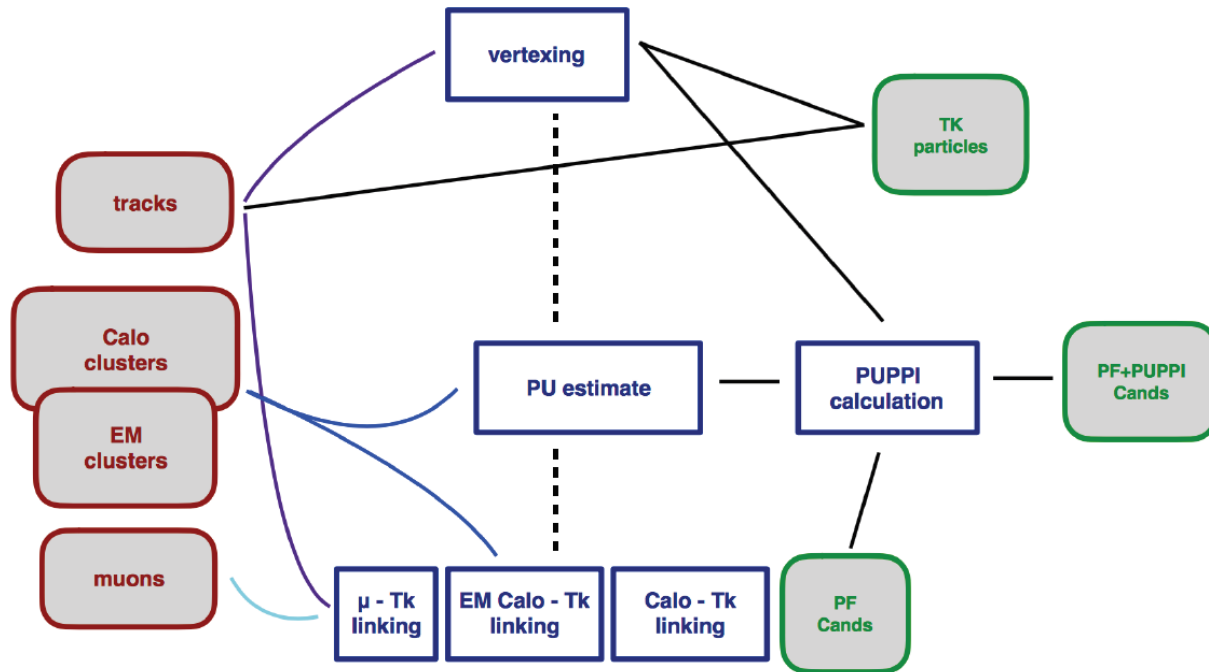 vertexing
TK
particles
tracks
Calo
clusters
EM
clusters
PU estimate
PUPPI
calculation
PF+PUPPI
Cands
muons
μ - Tk
linking
EM Calo - Tk
linking
Calo - Tk
linking
PF
Cands